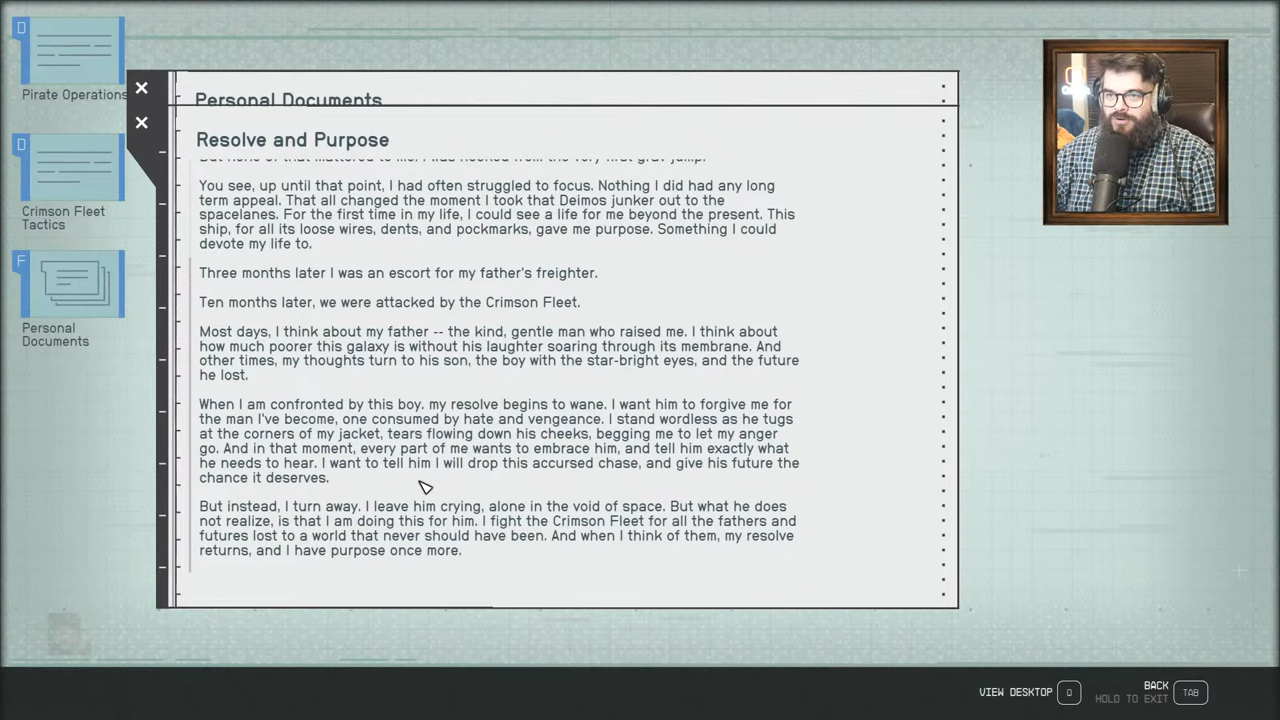 D
Pirate Operations
D
Crimson Fleet
Tactics
F
Personal
Documents
Personal Documents
Resolve and Purpose
But none of that mattered to me. I was hooked from the very first grav jump.
You see, up until that point, I had often struggled to focus. Nothing I did had any long
term appeal. That all changed the moment I took that Deimos junker out to the
spacelanes. For the first time in my life, I could see a life for me beyond the present. This
ship, for all its loose wires, dents, and pockmarks, gave me purpose. Something I could
devote my life to.
Three months later I was an escort for my father's freighter.
Ten months later, we were attacked by the Crimson Fleet.
Most days, I think about my father -- the kind, gentle man who raised me. I think about
how much poorer this galaxy is without his laughter soaring through its membrane. And
other times, my thoughts turn to his son, the boy with the star-bright eyes, and the future
he lost.
When I am confronted by this boy. my resolve begins to wane. I want him to forgive me for
the man I've become, one consumed by hate and vengeance. I stand wordless as he tugs
at the corners of my jacket, tears flowing down his cheeks, begging me to let my anger
go. And in that moment, every part of me wants to embrace him, and tell him exactly what
he needs to hear. I want to tell him I will drop this accursed chase, and give his future the
chance it deserves.
But instead, I turn away. I leave him crying, alone in the void of space. But what he does
not realize, is that I am doing this for him. I fight the Crimson Fleet for all the fathers and
futures lost to a world that never should have been. And when I think of them, my resolve
returns, and I have purpose once more.
VIEW DESKTOP Q
BACK
HOLD TO EXIT TAB